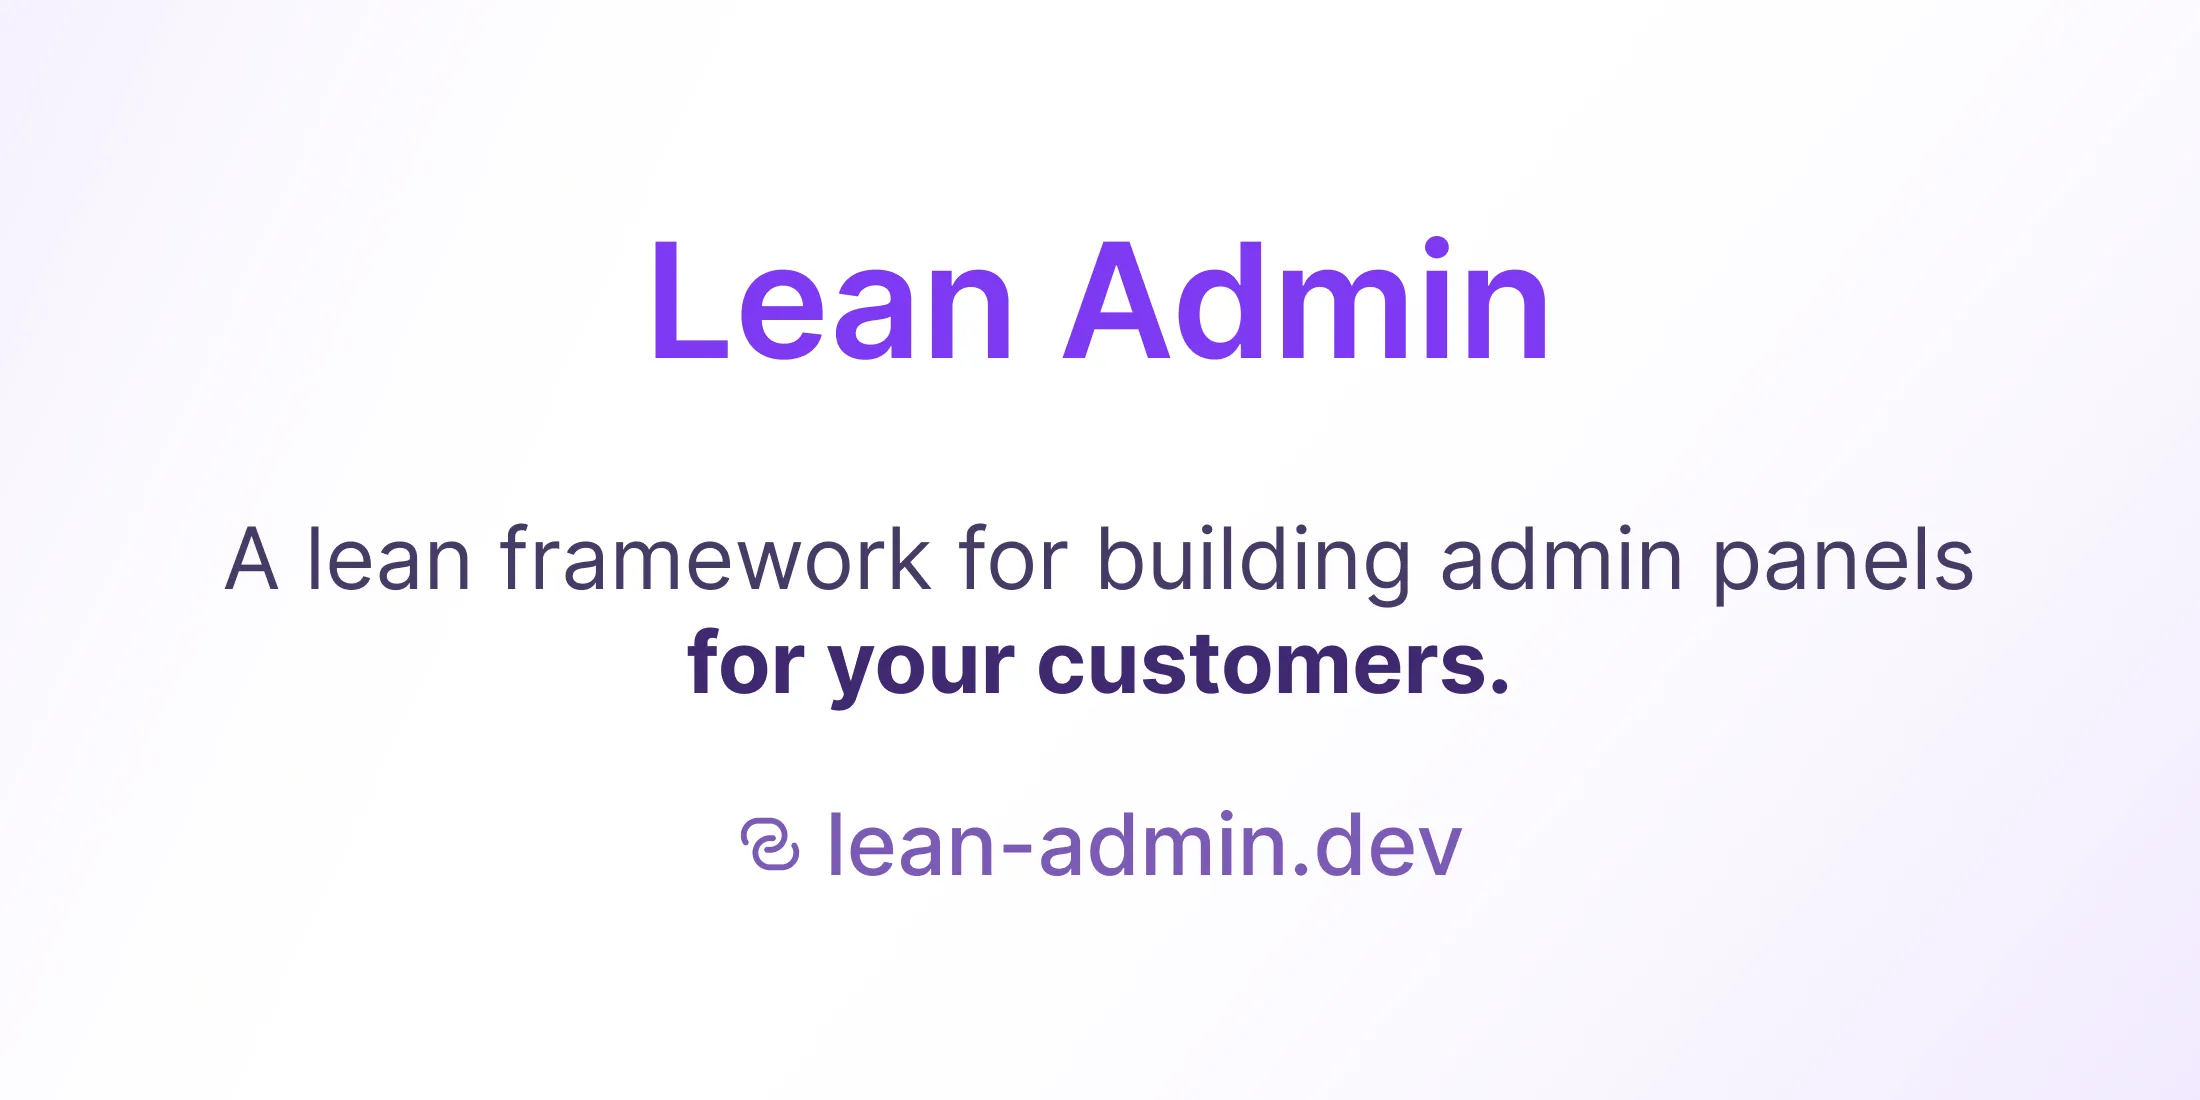 Lean Admin
A lean framework for building admin panels
for your customers.
lean-admin.dev